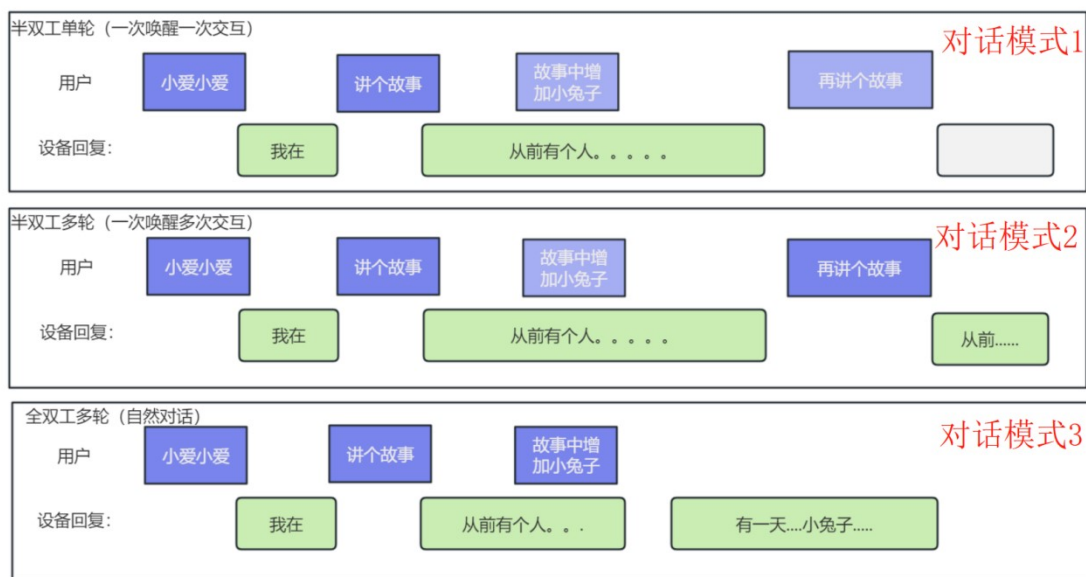 半双工单轮（一次唤醒一次交互）
对话模式1
用户
小爱小爱
讲个故事
故事中增
加小兔子
再讲个故事
设备回复：
我在
从前有个人。。。。。
半双工多轮（一次唤醒多次交互）
对话模式2
用户
小爱小爱
讲个故事
故事中增
加小兔子
再讲个故事
设备回复：
我在
从前有个人。。。。。
从前......
全双工多轮（自然对话）
对话模式3
用户
小爱小爱
讲个故事
故事中增
加小兔子
设备回复：
我在
从前有个人。。.
有一天....小兔子.....